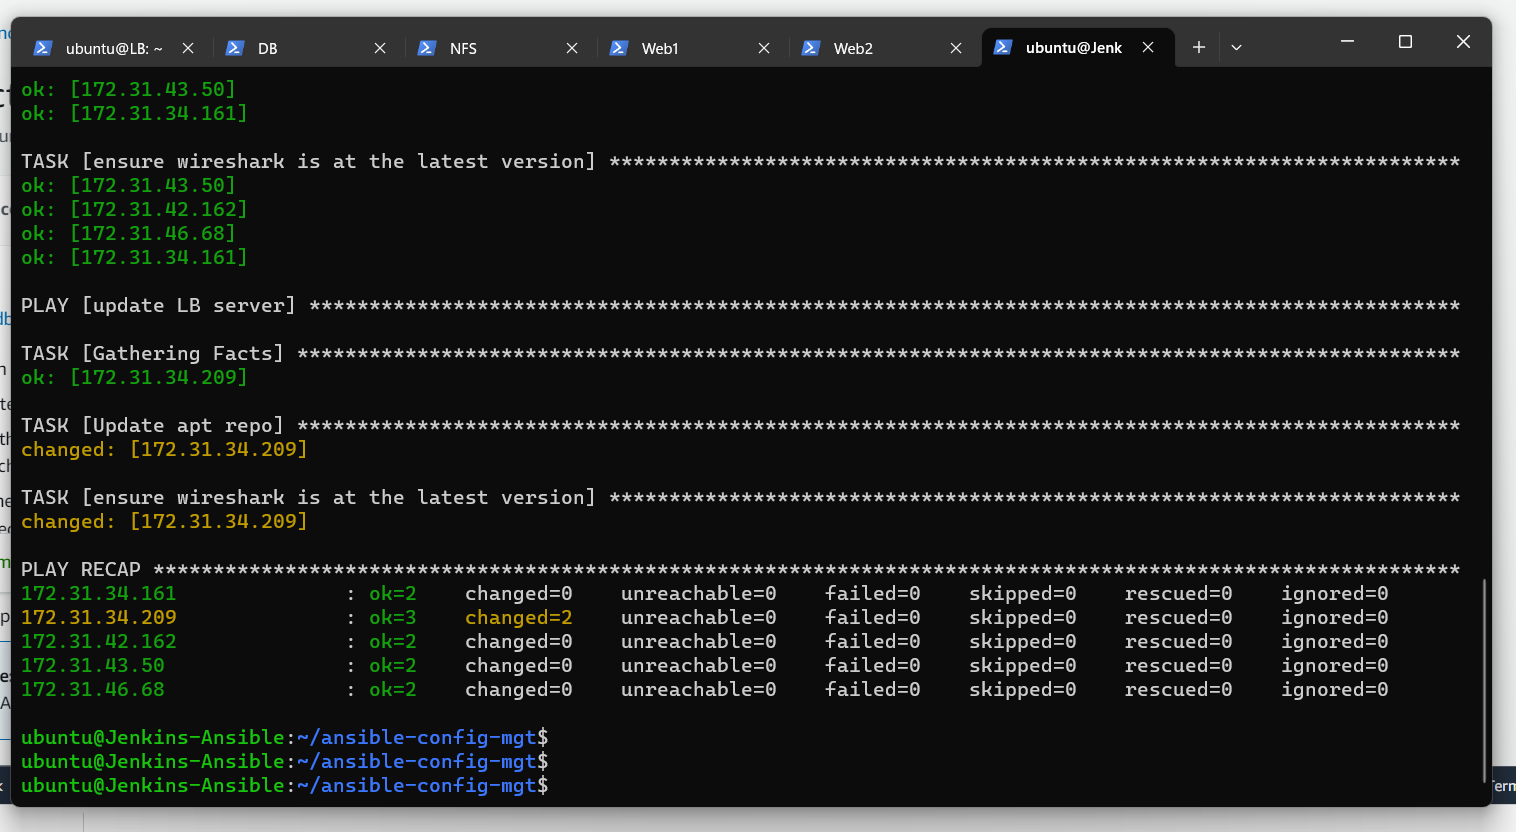 ubuntu@LB: ~ DB NFS Web1 Web2 ubuntu@Jenk
ok: [172.31.43.50]
ok: [172.31.34.161]
TASK [ensure wireshark is at the latest version] ***********************************************************************
ok: [172.31.43.50]
ok: [172.31.42.162]
ok: [172.31.46.68]
ok: [172.31.34.161]
PLAY [update LB server] ************************************************************************************************
TASK [Gathering Facts] *************************************************************************************************
ok: [172.31.34.209]
TASK [Update apt repo] *************************************************************************************************
changed: [172.31.34.209]
TASK [ensure wireshark is at the latest version] ***********************************************************************
changed: [172.31.34.209]
PLAY RECAP *************************************************************************************************************
172.31.34.161 : ok=2 changed=0 unreachable=0 failed=0 skipped=0 rescued=0 ignored=0
172.31.34.209 : ok=3 changed=2 unreachable=0 failed=0 skipped=0 rescued=0 ignored=0
172.31.42.162 : ok=2 changed=0 unreachable=0 failed=0 skipped=0 rescued=0 ignored=0
172.31.43.50 : ok=2 changed=0 unreachable=0 failed=0 skipped=0 rescued=0 ignored=0
172.31.46.68 : ok=2 changed=0 unreachable=0 failed=0 skipped=0 rescued=0 ignored=0
ubuntu@Jenkins-Ansible:~/ansible-config-mgt$
ubuntu@Jenkins-Ansible:~/ansible-config-mgt$
ubuntu@Jenkins-Ansible:~/ansible-config-mgt$